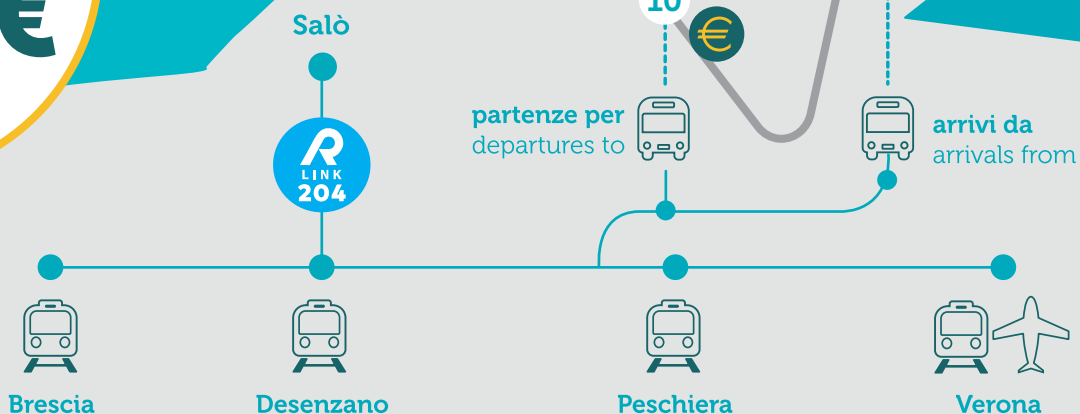 €
Salò
10
€
partenze per
departures to
arrivi da
arrivals from
R
LINK
204
Brescia
Desenzano
Peschiera
Verona